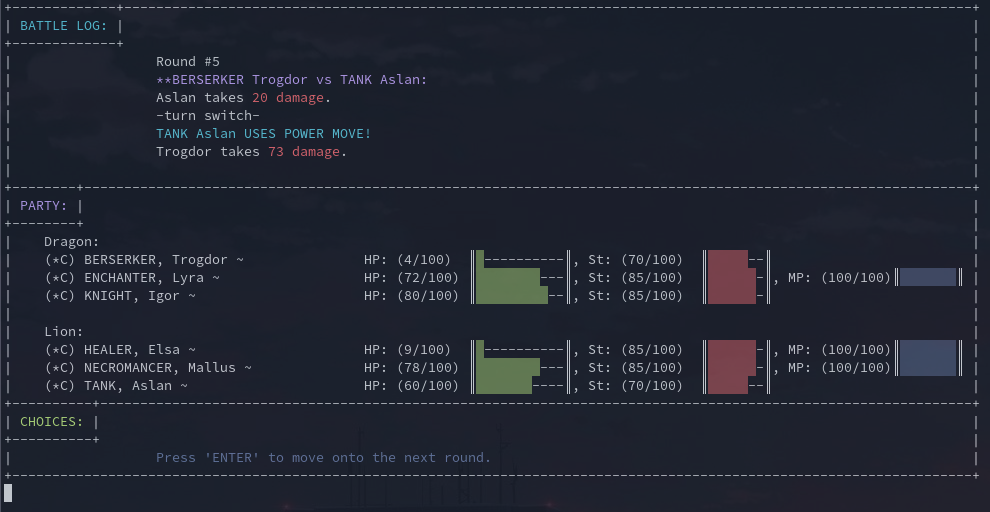 BATTLE LOG:
Round #5
**BERSERKER Trogdor vs TANK Aslan:
Aslan takes 20 damage.
-turn switch-
TANK Aslan USES POWER MOVE!
Trogdor takes 73 damage.
PARTY:
Dragon:
(*C) BERSERKER, Trogdor ~ HP: (4/100) ║ ----------║, St: (70/100) ║ --║
(*C) ENCHANTER, Lyra ~ HP: (72/100) ║ ---║, St: (85/100) ║ -║, MP: (100/100)║ ║
(*C) KNIGHT, Igor ~ HP: (80/100) ║ --║, St: (85/100) ║ -║
Lion:
(*C) HEALER, Elsa ~ HP: (9/100) ║ ----------║, St: (85/100) ║ -║, MP: (100/100)║ ║
(*C) NECROMANCER, Mallus ~ HP: (78/100) ║ ---║, St: (85/100) ║ -║, MP: (100/100)║ ║
(*C) TANK, Aslan ~ HP: (60/100) ║ ----║, St: (70/100) ║ --║
CHOICES:
Press 'ENTER' to move onto the next round.